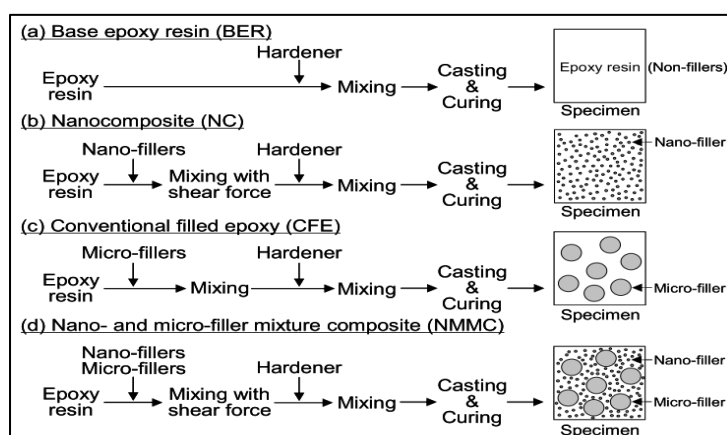 (a) Base epoxy resin (BER)
Hardener
Epoxy resin
Mixing
Casting & Curing
Epoxy resin
(Non-fillers)
Specimen
(b) Nanocomposite (NC)
Nano-fillers
Hardener
Epoxy resin
Mixing with shear force
Mixing
Casting & Curing
Nano-filler
Specimen
(c) Conventional filled epoxy (CFE)
Micro-fillers
Hardener
Epoxy resin
Mixing
Mixing
Casting & Curing
Micro-filler
Specimen
(d) Nano- and micro-filler mixture composite (NMMC)
Nano-fillers
Micro-fillers
Hardener
Epoxy resin
Mixing with shear force
Mixing
Casting & Curing
Nano-filler
Micro-filler
Specimen